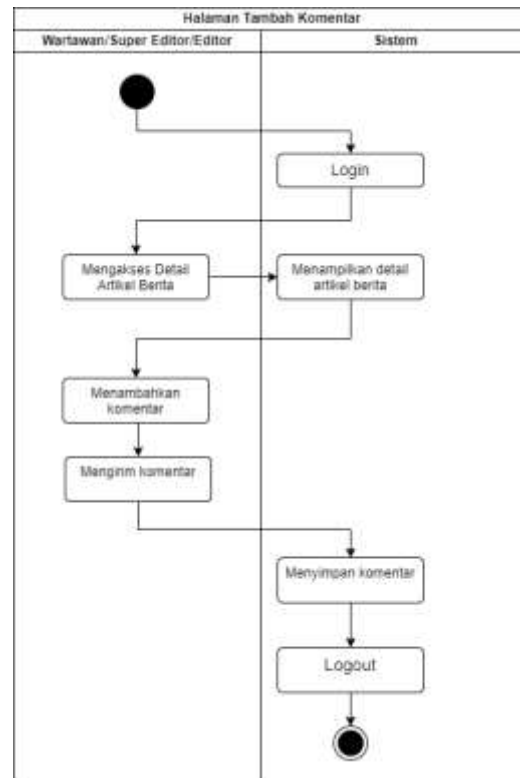 Halaman Tambah Komentar
Wartawan/Super Editor/Editor
Sistem
Login
Mengakses Detail
Artikel Berita
Menampilkan detail
artikel berita
Menambahkan
komentar
Mengirim komentar
Menyimpan komentar
Logout